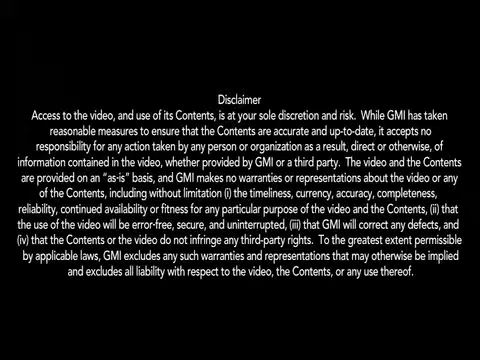 Disclaimer
Access to the video, and use of its Contents, is at your sole discretion and risk.  While GMI has taken
reasonable measures to ensure that the Contents are accurate and up-to-date, it accepts no
responsibility for any action taken by any person or organization as a result, direct or otherwise, of
information contained in the video, whether provided by GMI or a third party.  The video and the Contents
are provided on an “as-is” basis, and GMI makes no warranties or representations about the video or any
of the Contents, including without limitation (i) the timeliness, currency, accuracy, completeness,
reliability, continued availability or fitness for any particular purpose of the video and the Contents, (ii) that
the use of the video will be error-free, secure, and uninterrupted, (iii) that GMI will correct any defects, and
(iv) that the Contents or the video do not infringe any third-party rights.  To the greatest extent permissible
by applicable laws, GMI excludes any such warranties and representations that may otherwise be implied
and excludes all liability with respect to the video, the Contents, or any use thereof.